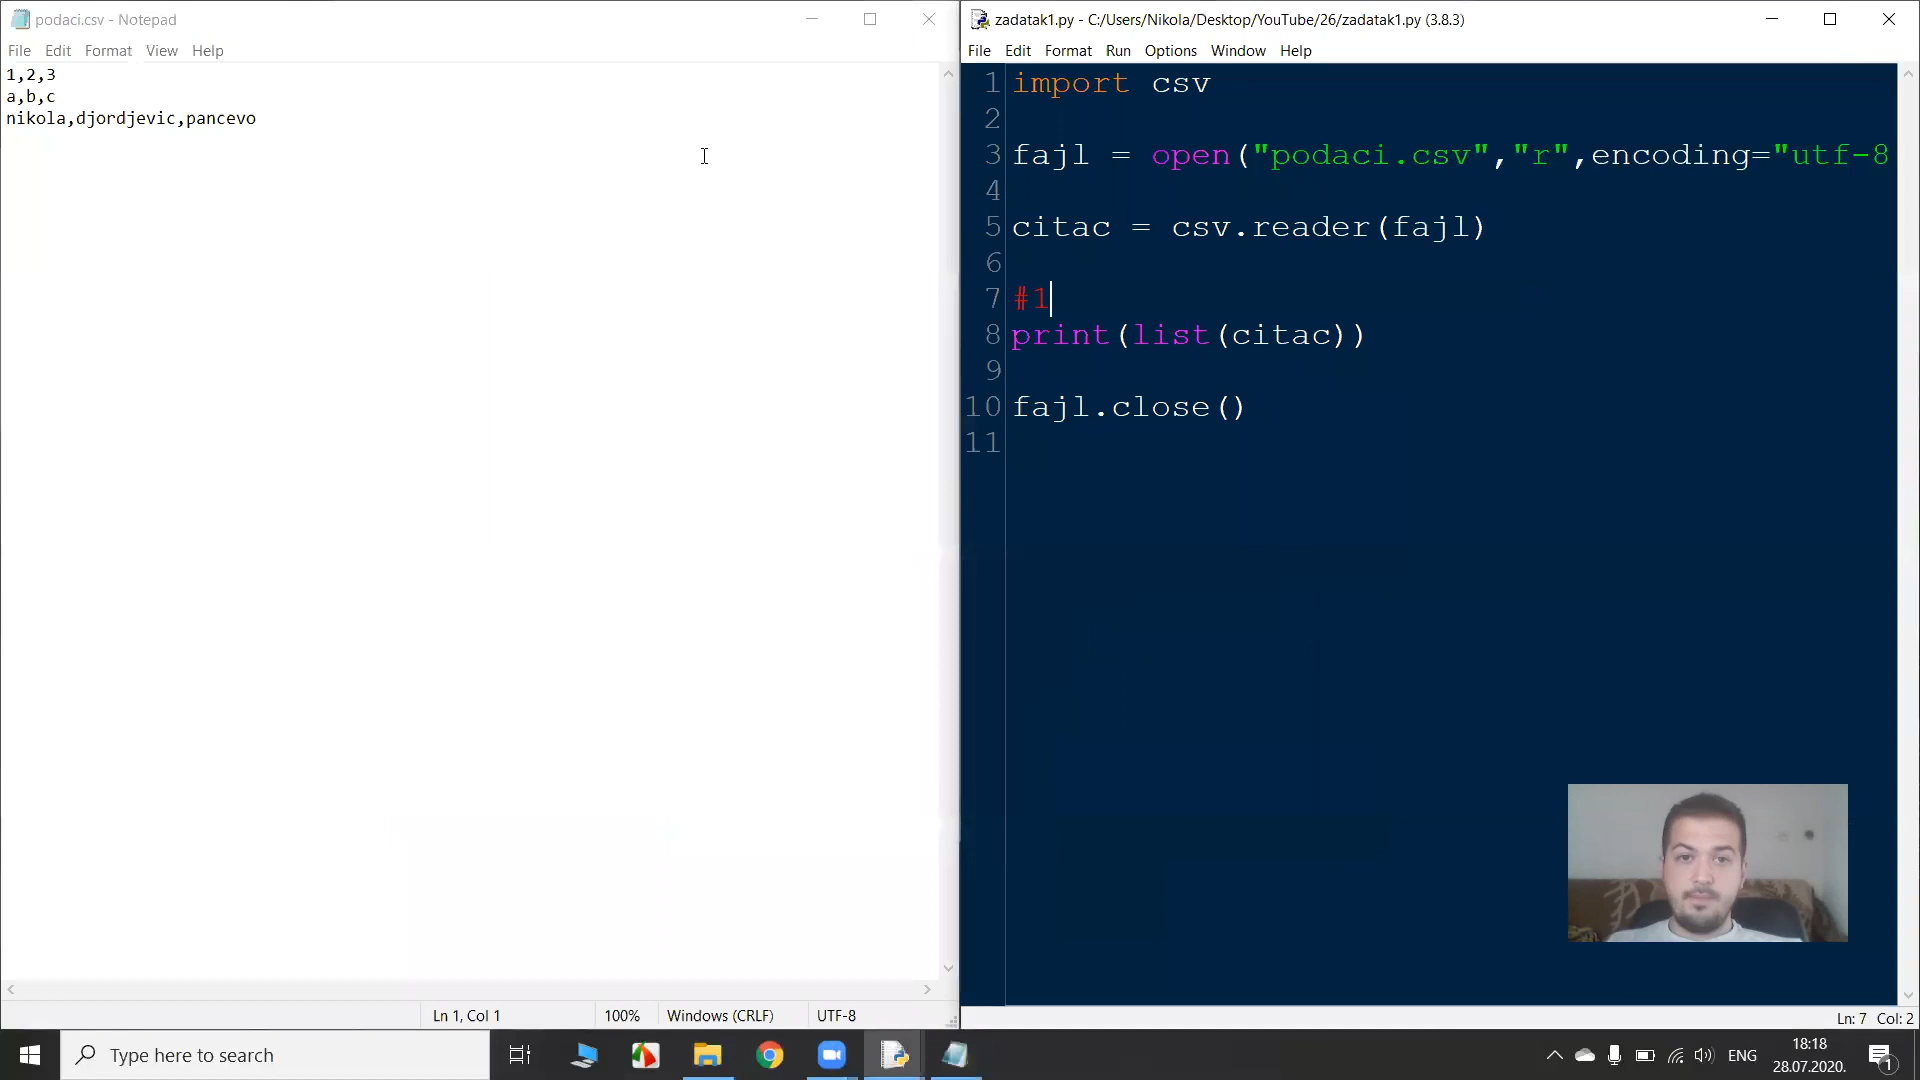 podaci.csv - Notepad
File Edit Format View Help
1,2,3
a,b,c
nikola,djordjevic,pancevo
Ln 1, Col 1 100% Windows (CRLF) UTF-8
zadatak1.py - C:/Users/Nikola/Desktop/YouTube/26/zadatak1.py (3.8.3)
File Edit Format Run Options Window Help
1 import csv
2
3 fajl = open("podaci.csv","r",encoding="utf-8
4
5 citac = csv.reader(fajl)
6
7 #1
8 print(list(citac))
9
10 fajl.close()
11
Ln: 7 Col: 2
Type here to search
ENG
18:18
28.07.2020.
1